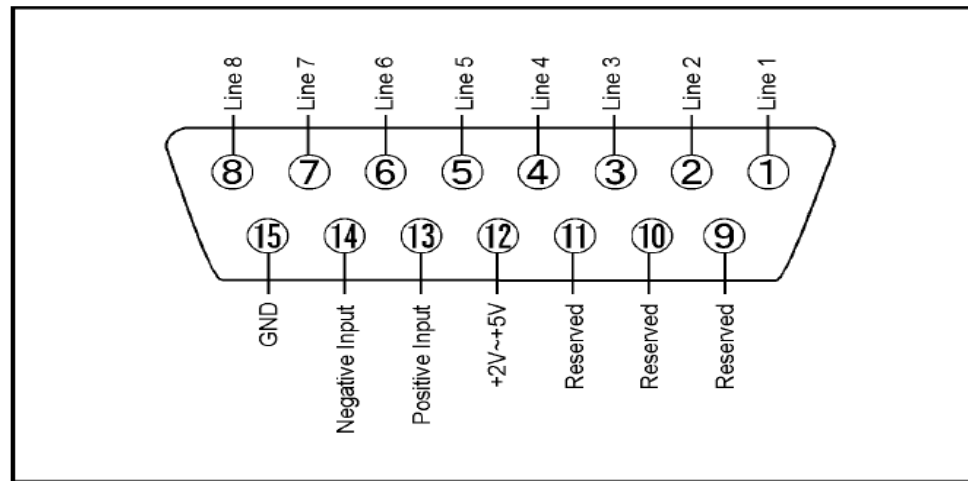 Line 8
Line 7
Line 6
Line 5
Line 4
Line 3
Line 2
Line 1
8
7
6
5
4
3
2
1
15
14
13
12
11
10
9
GND
Negative Input
Positive Input
+2V~+5V
Reserved
Reserved
Reserved